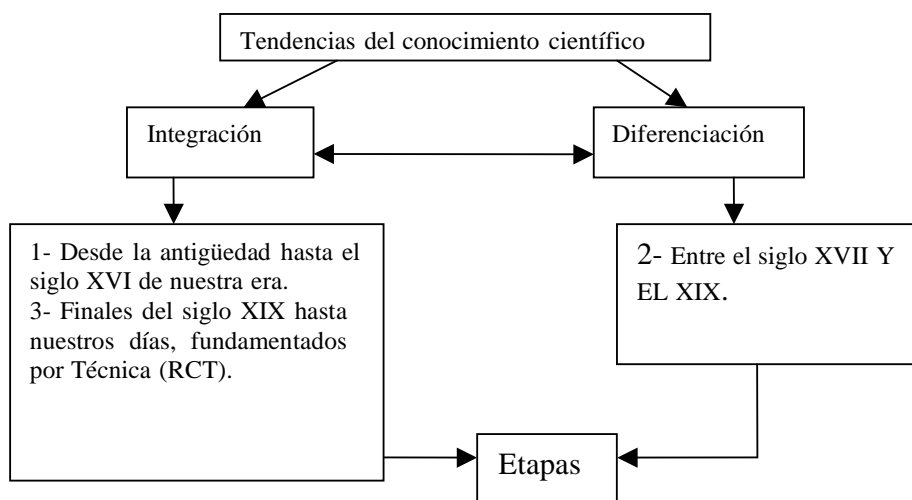 Tendencias del conocimiento científico
Integración
Diferenciación
1- Desde la antigüedad hasta el
siglo XVI de nuestra era.
3- Finales del siglo XIX hasta
nuestros días, fundamentados
por Técnica (RCT).
2- Entre el siglo XVII Y
EL XIX.
Etapas